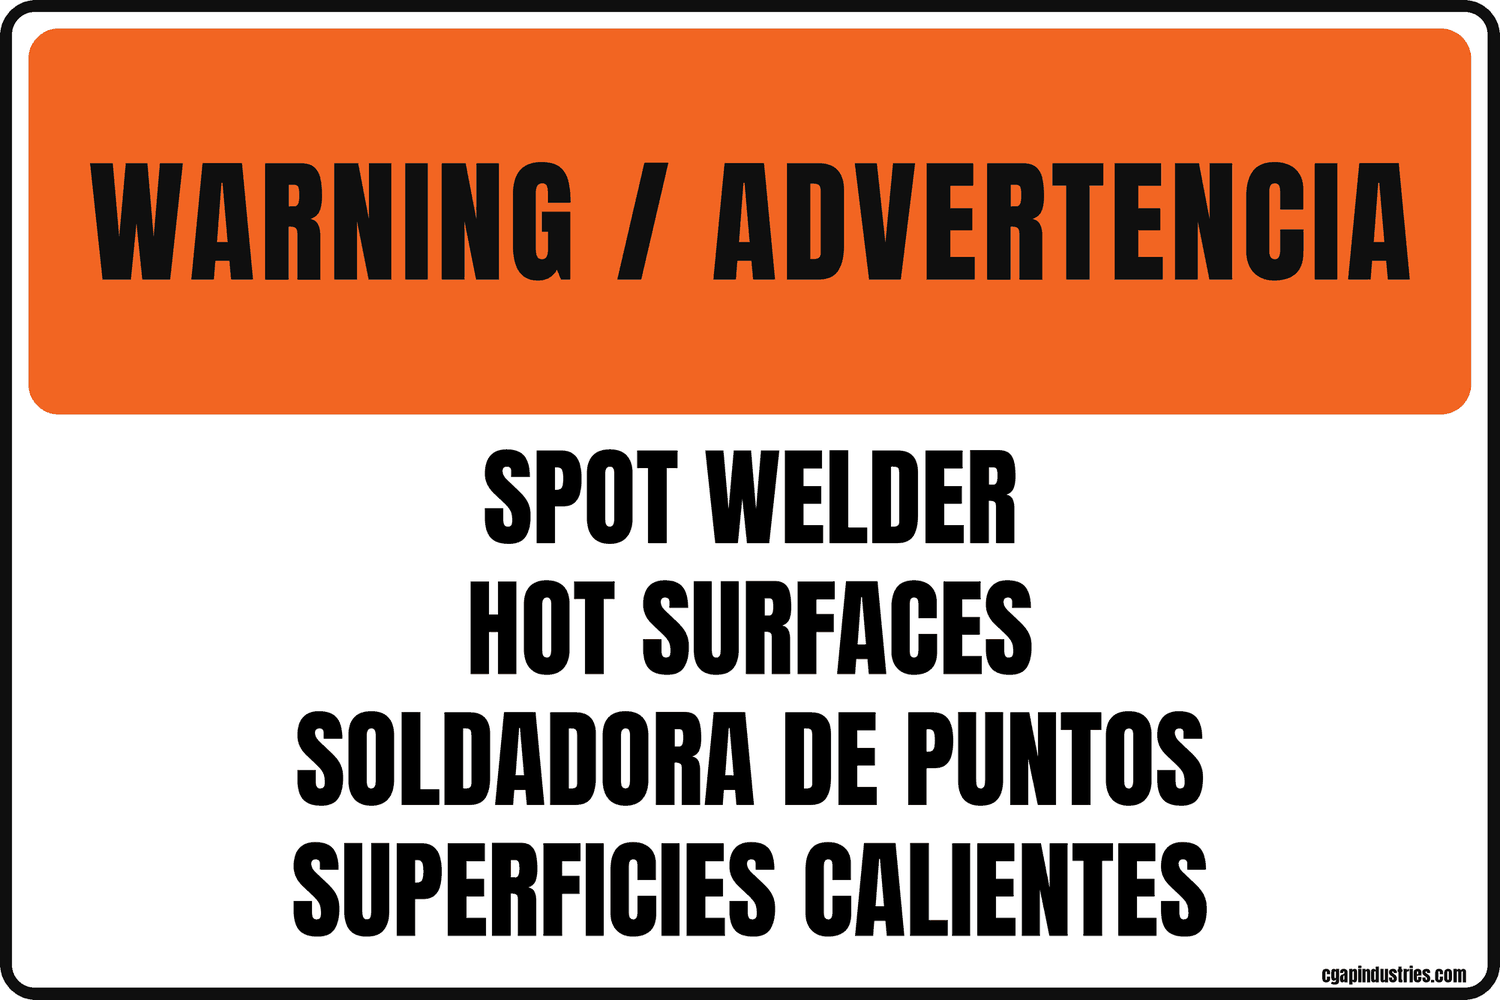 WARNING / ADVERTENCIA
SPOT WELDER
HOT SURFACES
SOLDADORA DE PUNTOS
SUPERFICIES CALIENTES
cgapindustries.com